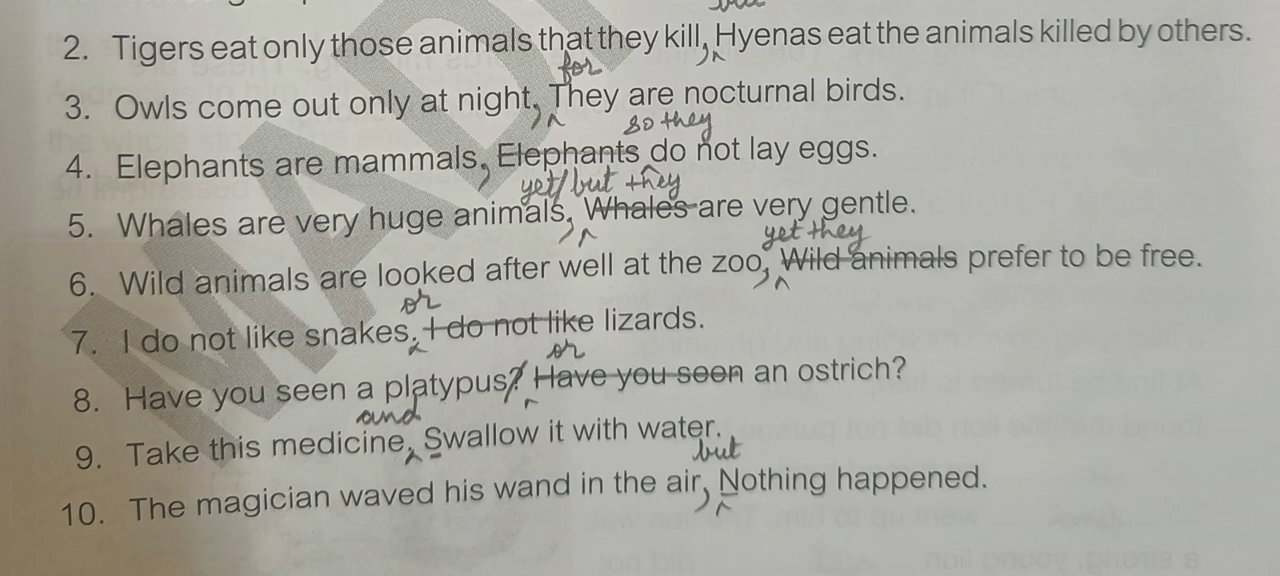 but
2. Tigers eat only those animals that they kill, Hyenas eat the animals killed by others.
for
3. Owls come out only at night, They are nocturnal birds.
so they
4. Elephants are mammals, Elephants do not lay eggs.
yet/but they
5. Whales are very huge animals, Whales are very gentle.
yet they
6. Wild animals are looked after well at the zoo, Wild animals prefer to be free.
or
7. I do not like snakes. I do not like lizards.
or
8. Have you seen a platypus? Have you seen an ostrich?
and
9. Take this medicine, Swallow it with water.
but
10. The magician waved his wand in the air, Nothing happened.